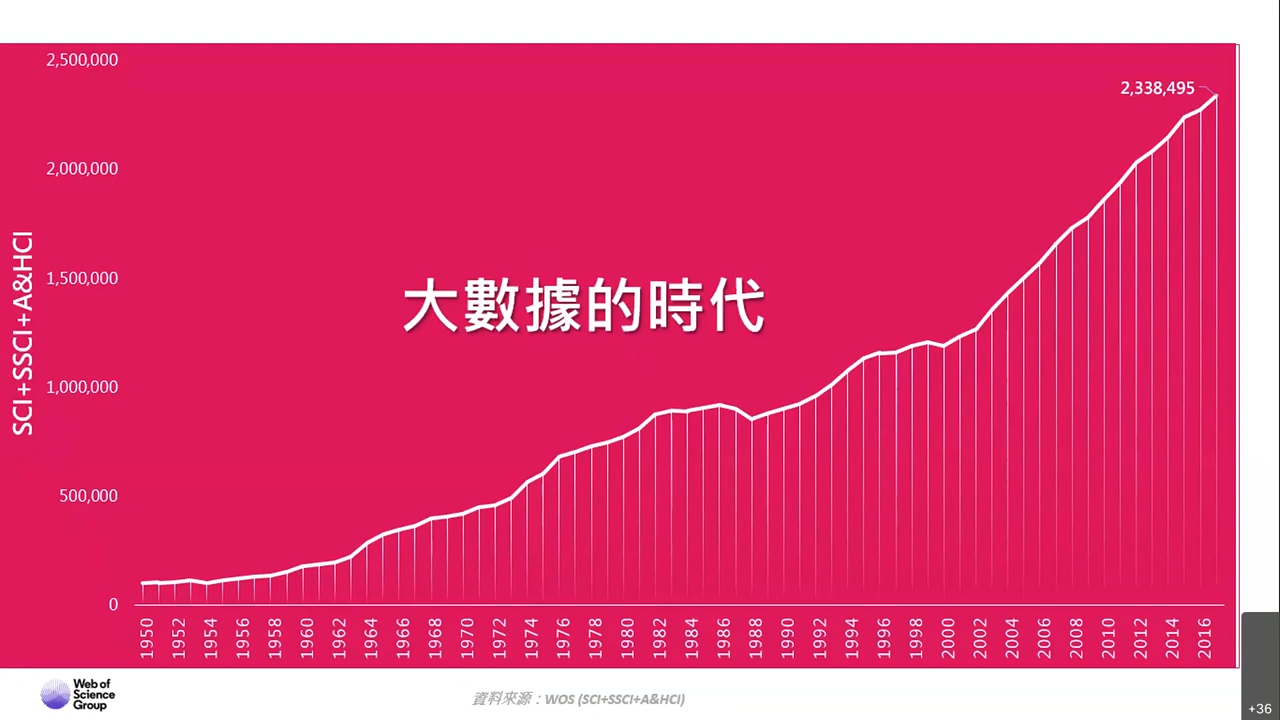 2,500,000
2,338,495
2,000,000
1,500,000
1,000,000
500,000
0
SCI+SSCI+A&HCI
大數據的時代
1950 1952 1954 1956 1958 1960 1962 1964 1966 1968 1970 1972 1974 1976 1978 1980 1982 1984 1986 1988 1990 1992 1994 1996 1998 2000 2002 2004 2006 2008 2010 2012 2014 2016
Web of
Science
Group
資料來源：WOS (SCI+SSCI+A&HCI)
+36